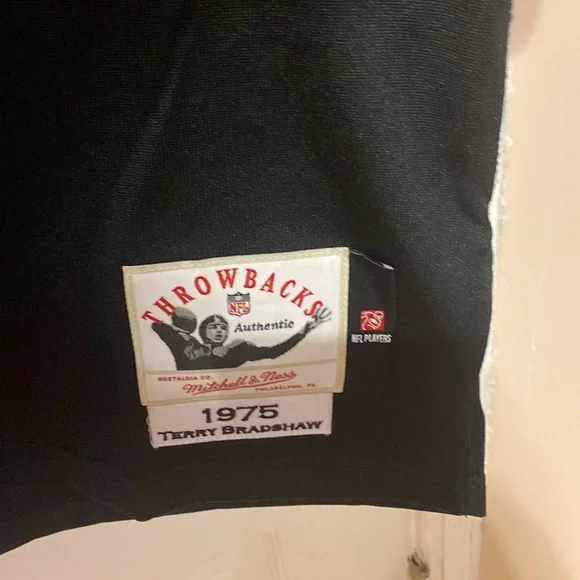 THROWBACKS
NFL
Authentic
NOSTALGIA CO.
Mitchell & Ness
PHILADELPHIA, PA.
1975
TERRY BRADSHAW
NFL PLAYERS